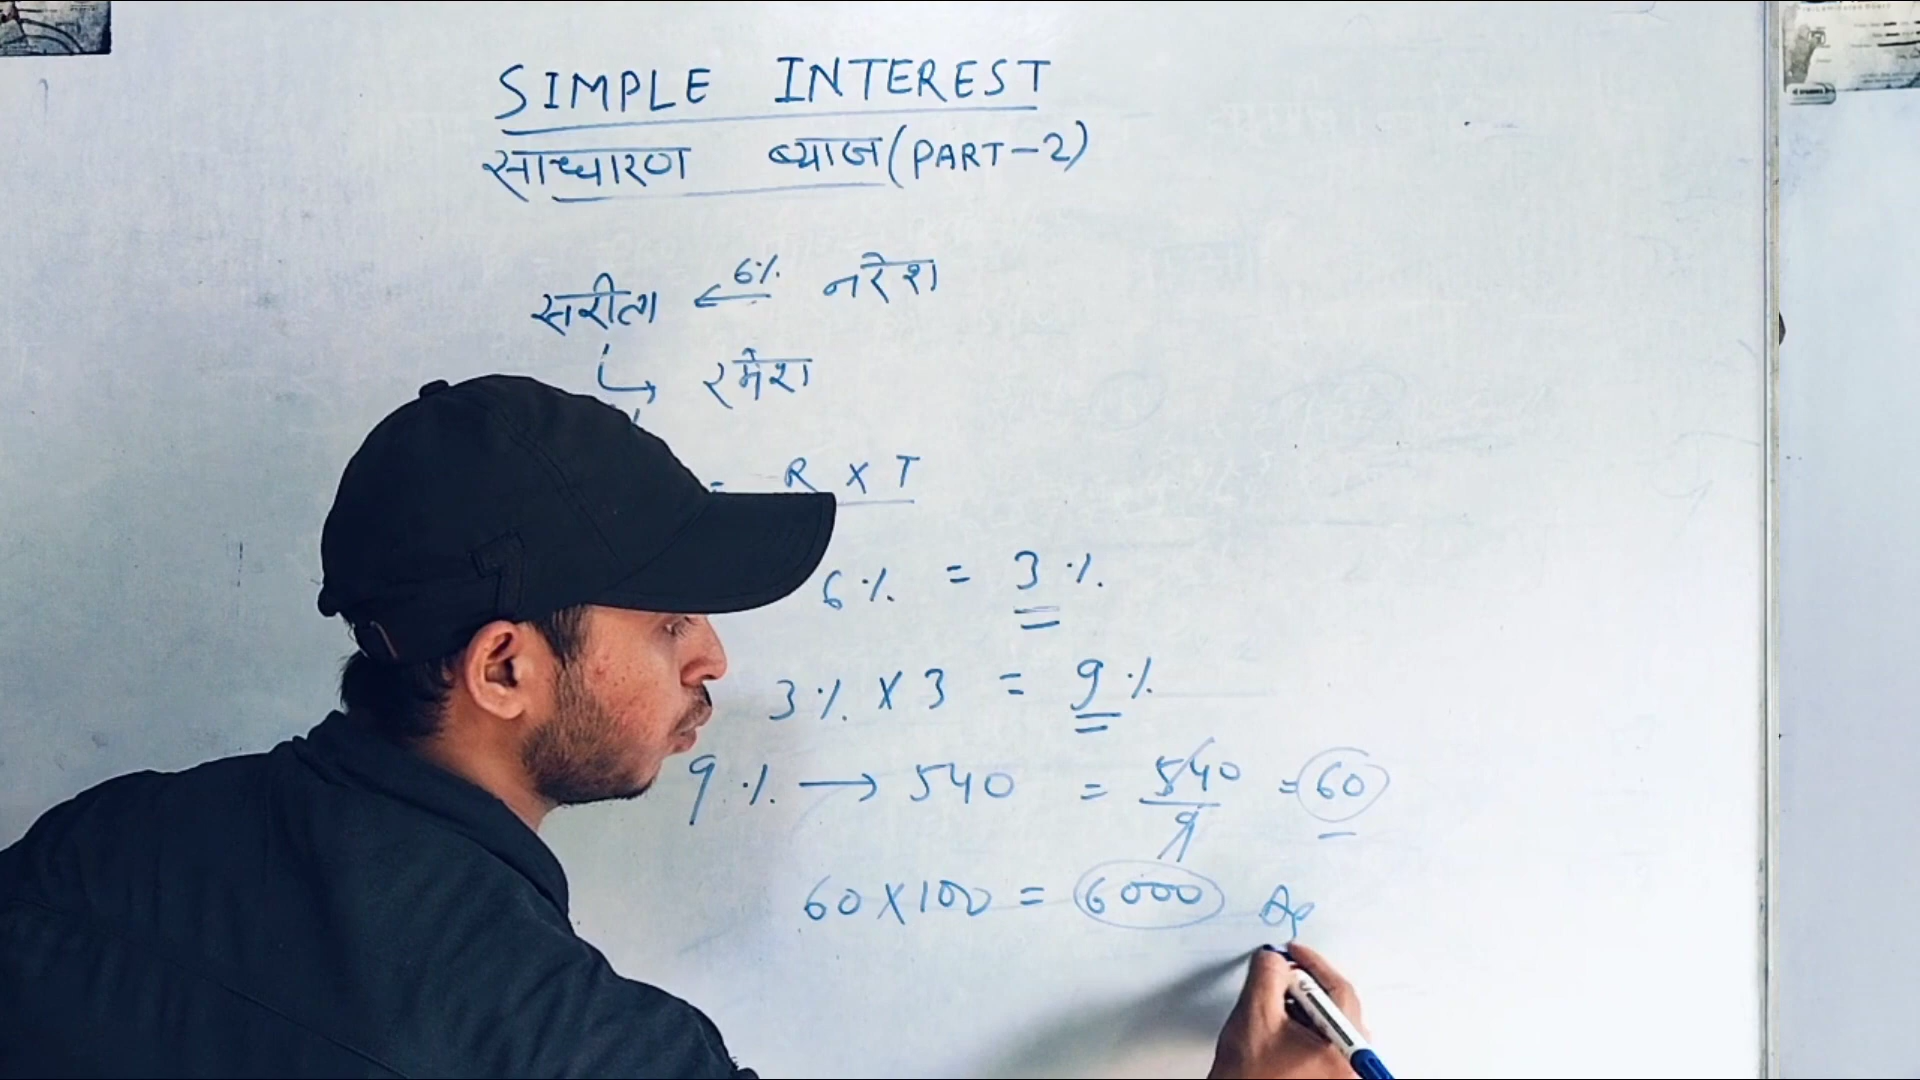 SIMPLE INTEREST
साधारण ब्याज (PART-2)
सरीता ← 6% नरेश
↳ रमेश
= R X T
6% = 3%
3% X 3 = 9%
9% → 540 = 540/9 = 60
60 X 100 = 6000